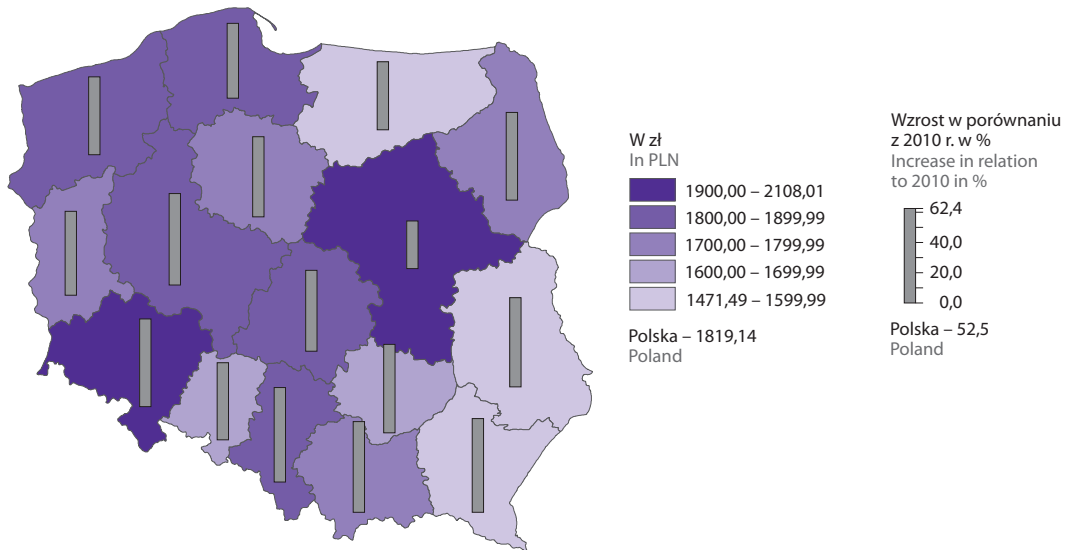 W zł
In PLN
1900,00 – 2108,01
1800,00 – 1899,99
1700,00 – 1799,99
1600,00 – 1699,99
1471,49 – 1599,99
Polska – 1819,14
Poland
Wzrost w porównaniu
z 2010 r. w %
Increase in relation
to 2010 in %
62,4
40,0
20,0
0,0
Polska – 52,5
Poland